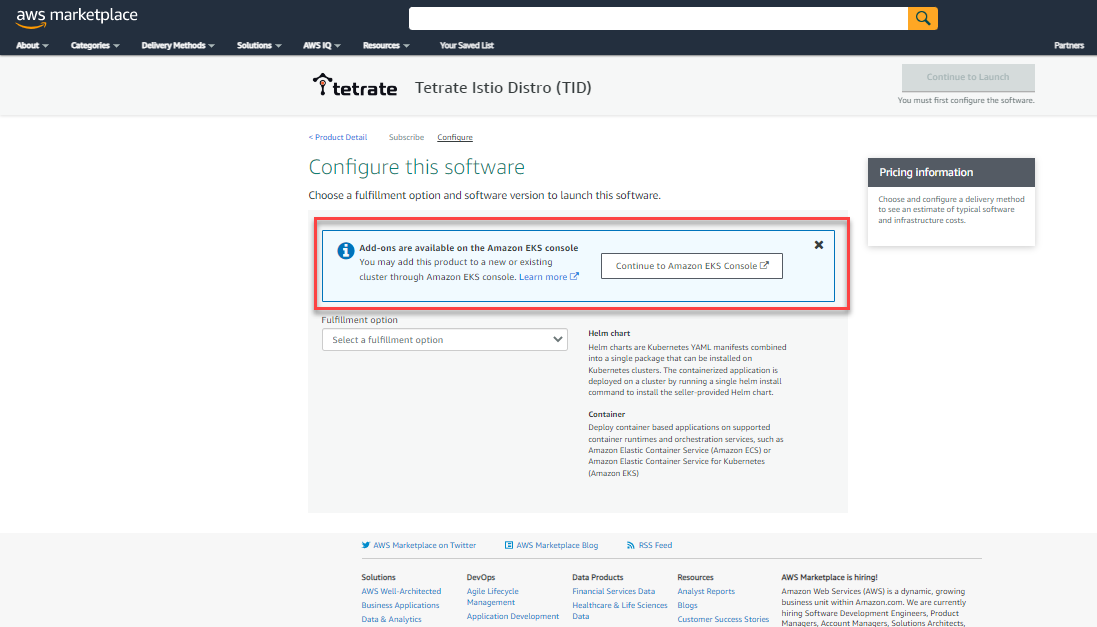 aws marketplace
About
Categories
Delivery Methods
Solutions
AWS IQ
Resources
Your Saved List
Partners
tetrate
Tetrate Istio Distro (TID)
Continue to Launch
You must first configure the software.
< Product Detail
Subscribe
Configure
Configure this software
Choose a fulfillment option and software version to launch this software.
Pricing information
Choose and configure a delivery method
to see an estimate of typical software
and infrastructure costs.
Add-ons are available on the Amazon EKS console
You may add this product to a new or existing
cluster through Amazon EKS console. Learn more
Continue to Amazon EKS Console
Fulfillment option
Select a fulfillment option
Helm chart
Helm charts are Kubernetes YAML manifests combined
into a single package that can be installed on
Kubernetes clusters. The containerized application is
deployed on a cluster by running a single helm install
command to install the seller-provided Helm chart.
Container
Deploy container based applications on supported
container runtimes and orchestration services, such as
Amazon Elastic Container Service (Amazon ECS) or
Amazon Elastic Container Service for Kubernetes
(Amazon EKS)
AWS Marketplace on Twitter
AWS Marketplace Blog
RSS Feed
Solutions
AWS Well-Architected
Business Applications
Data & Analytics
DevOps
Agile Lifecycle
Management
Application Development
Data Products
Financial Services Data
Healthcare & Life Sciences
Data
Resources
Analyst Reports
Blogs
Customer Success Stories
AWS Marketplace is hiring!
Amazon Web Services (AWS) is a dynamic, growing
business unit within Amazon.com. We are currently
hiring Software Development Engineers, Product
Managers, Account Managers, Solutions Architects,